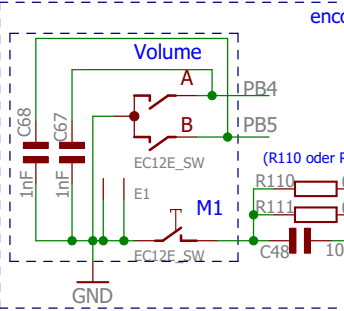 enco
Volume
A
PB4
C68
C67
B
PB5
EC12E_SW
(R110 oder R
1nF
1nF
E1
R110
M1
R111
EC12E_SW
C48
10
GND